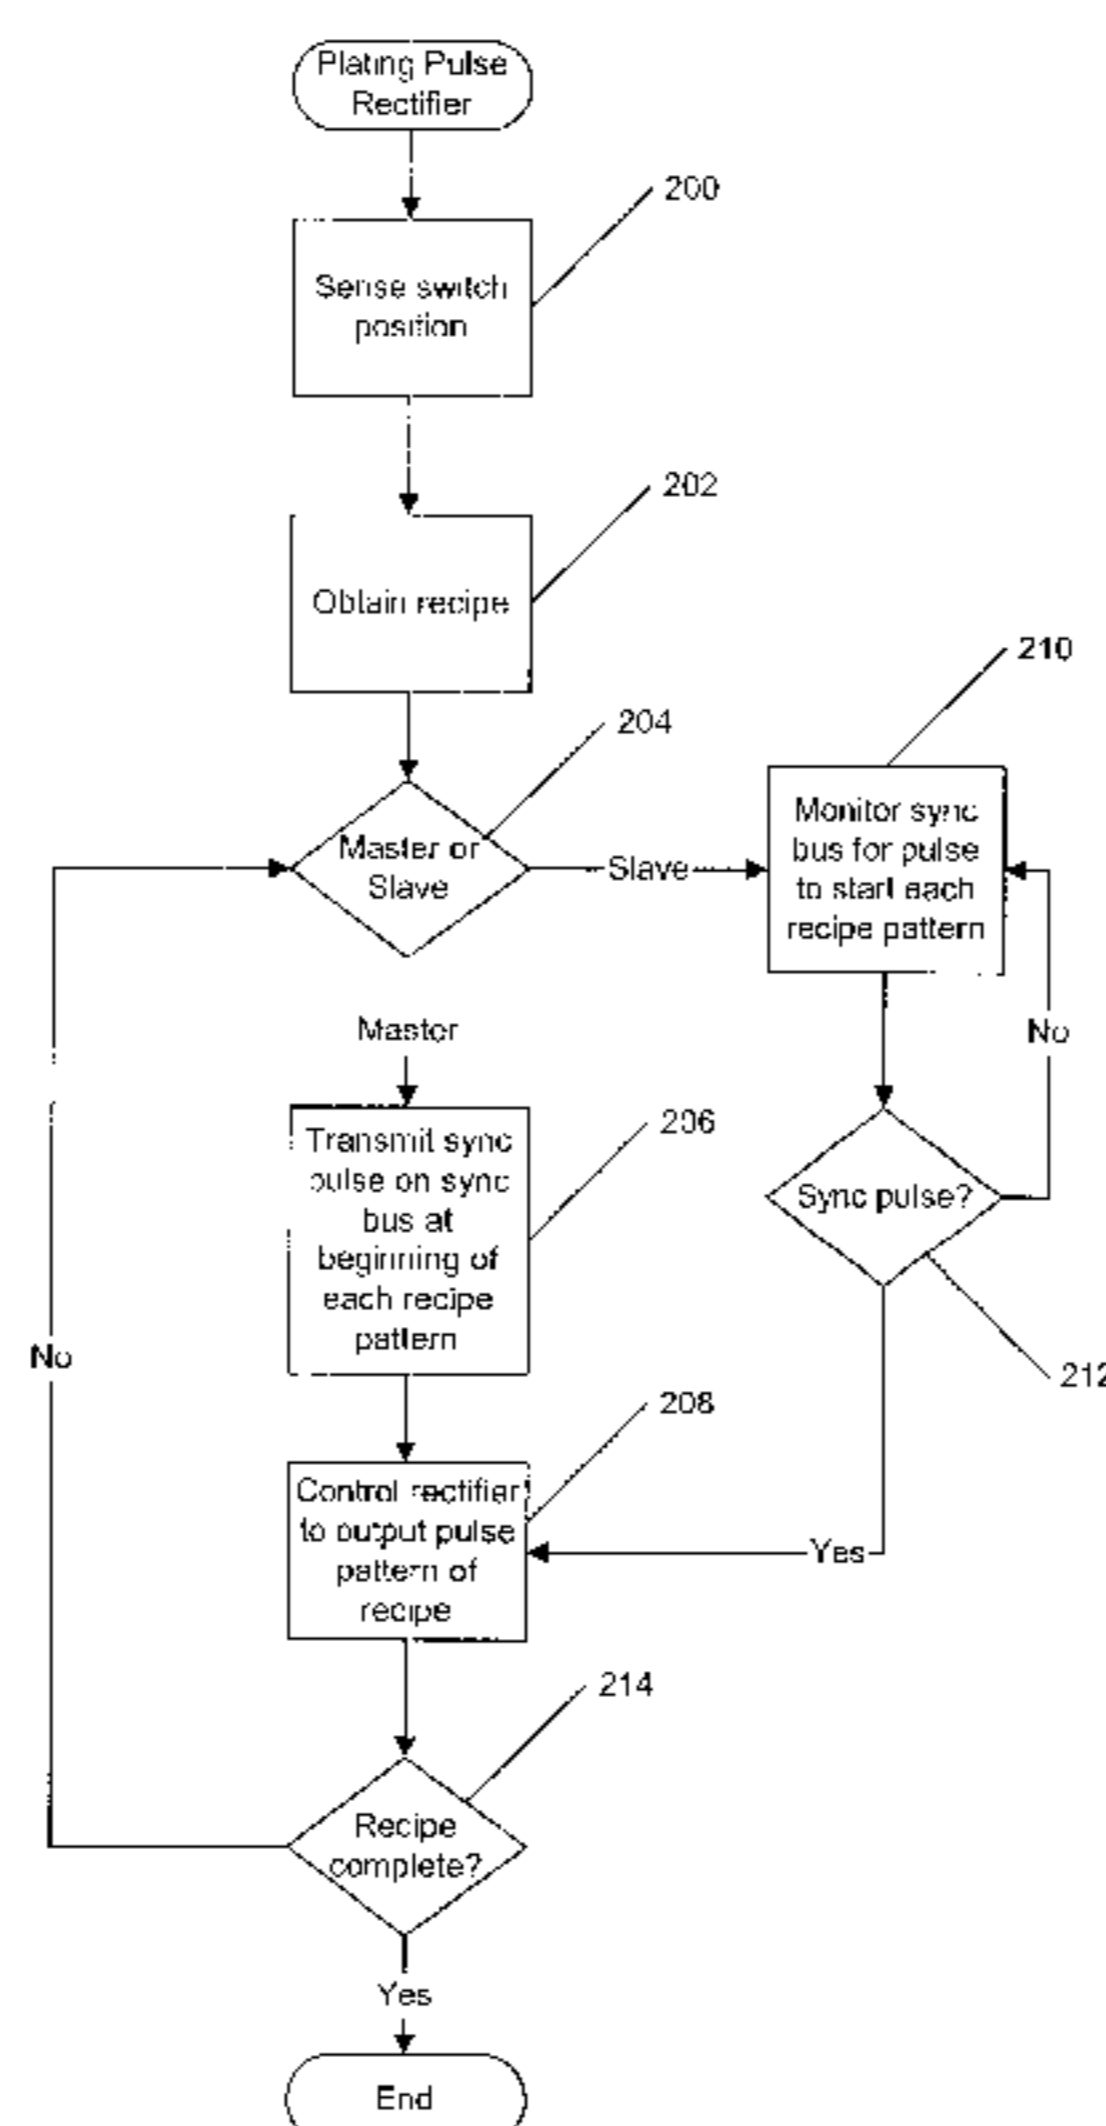 Plating Pulse
Rectifier
200
Sense switch
position
202
Obtain recipe
204
Master or
Slave
Slave
210
Monitor sync
bus for pulse
to start each
recipe pattern
No
Master
206
Transmit sync
pulse on sync
bus at
beginning of
each recipe
pattern
Sync pulse?
212
No
208
Control rectifier
to output pulse
pattern of
recipe
Yes
214
Recipe
complete?
Yes
End